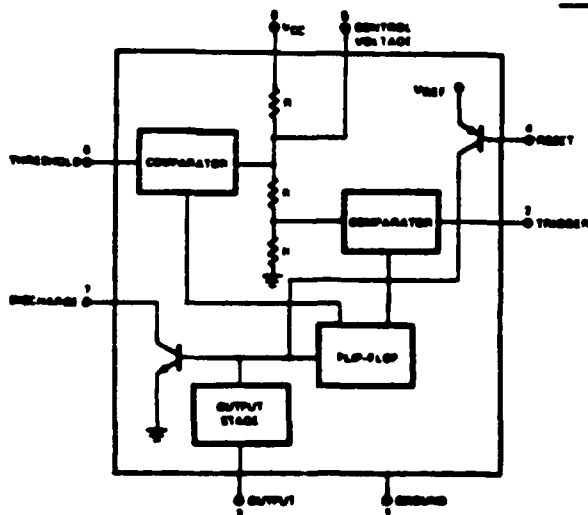 VCC
CONTROL
VOLTAGE
5
R
VREF
4
RESET
THRESHOLD
6
COMPARATOR
R
COMPARATOR
2
TRIGGER
R
DISCHARGE
7
FLIP-FLOP
OUTPUT
STAGE
OUTPUT
3
GROUND
1